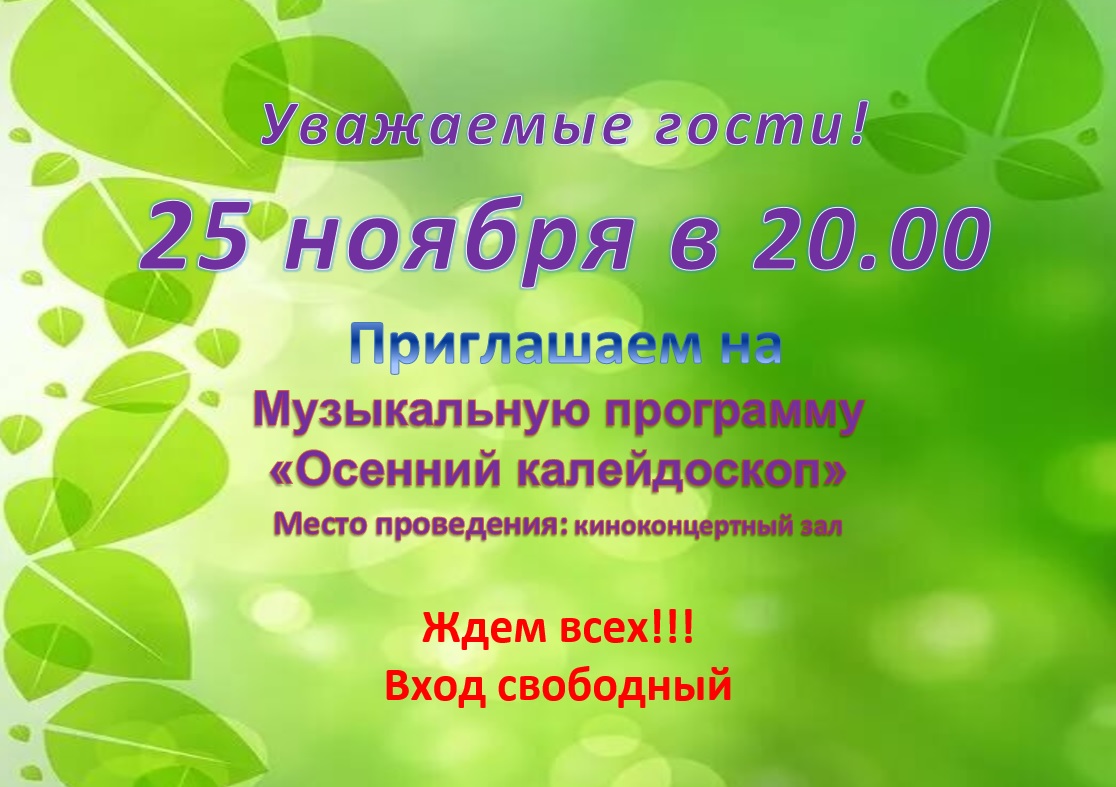 Уважаемые гости!
25 ноября в 20.00
Приглашаем на
Музыкальную программу
«Осенний калейдоскоп»
Место проведения: киноконцертный зал
Ждем всех!!!
Вход свободный